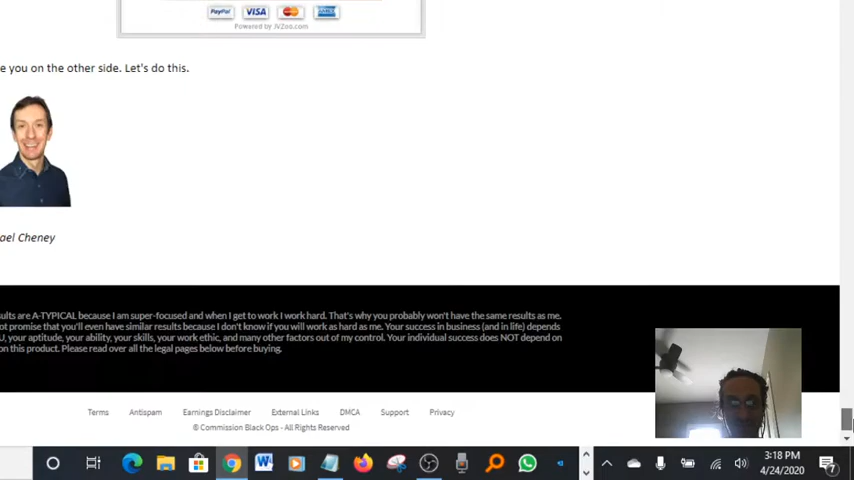 PayPal VISA MasterCard AMERICAN EXPRESS
Powered by JVZoo.com
e you on the other side. Let's do this.
ael Cheney
sults are A-TYPICAL because I am super-focused and when I get to work I work hard. That's why you probably won't have the same results as me.
ot promise that you'll even have similar results because I don't know if you will work as hard as me. Your success in business (and in life) depends
U, your aptitude, your ability, your skills, your work ethic, and many other factors out of my control. Your individual success does NOT depend on
on this product. Please read over all the legal pages below before buying.
Terms Antispam Earnings Disclaimer External Links DMCA Support Privacy
© Commission Black Ops - All Rights Reserved
3:18 PM
4/24/2020
7